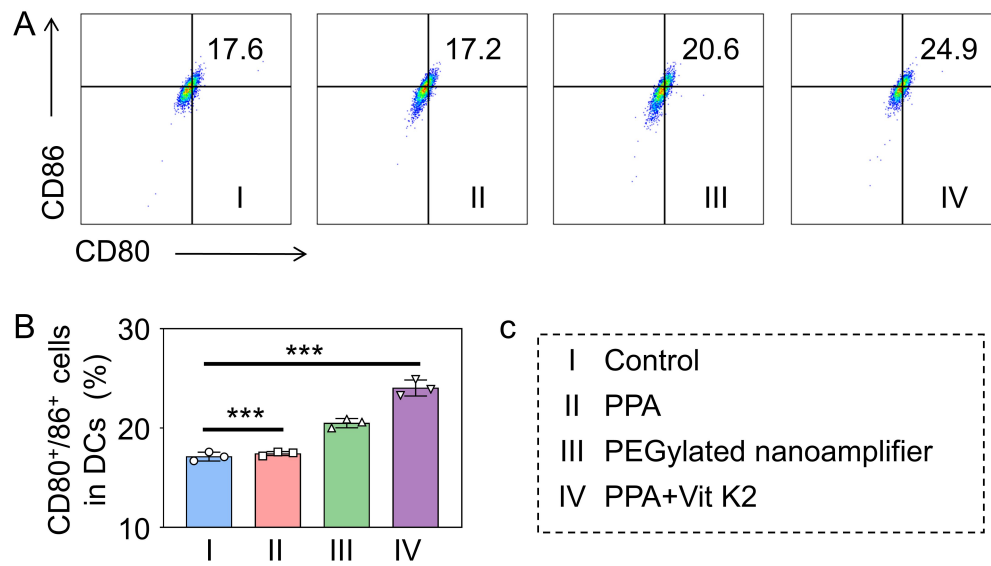 A
17.6
17.2
20.6
24.9
CD86
I
II
III
IV
CD80
B
CD80+/86+ cells
in DCs (%)
30
20
10
***
***
I
II
III
IV
c
I Control
II PPA
III PEGylated nanoamplifier
IV PPA+Vit K2